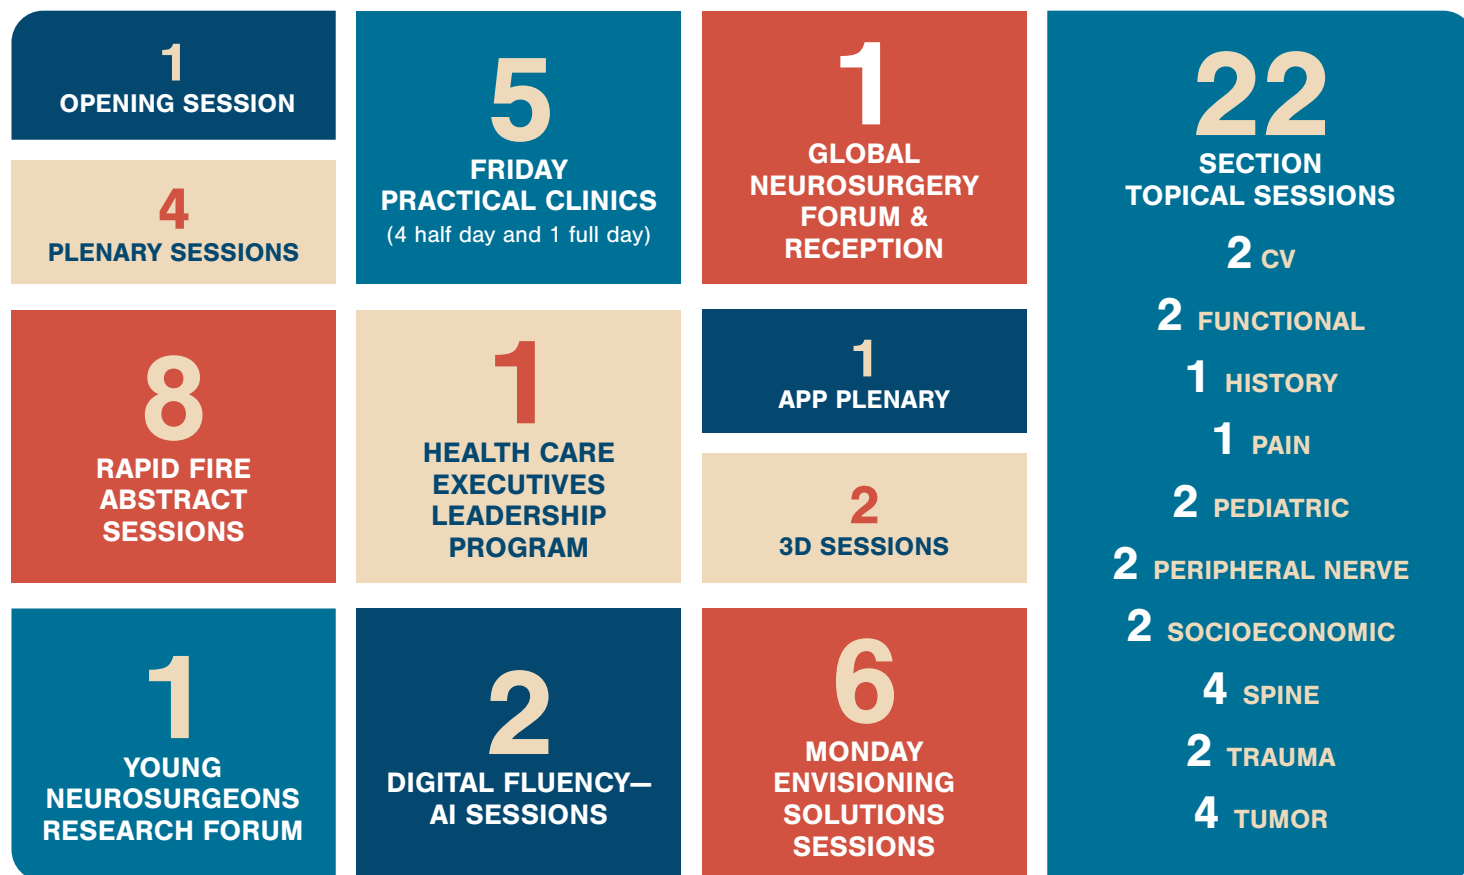 1
OPENING SESSION
4
PLENARY SESSIONS
5
FRIDAY
PRACTICAL CLINICS
(4 half day and 1 full day)
1
GLOBAL
NEUROSURGERY
FORUM &
RECEPTION
8
RAPID FIRE
ABSTRACT
SESSIONS
1
HEALTH CARE
EXECUTIVES
LEADERSHIP
PROGRAM
1
APP PLENARY
2
3D SESSIONS
1
YOUNG
NEUROSURGEONS
RESEARCH FORUM
2
DIGITAL FLUENCY—
AI SESSIONS
6
MONDAY
ENVISIONING
SOLUTIONS
SESSIONS
22
SECTION
TOPICAL SESSIONS
2 CV
2 FUNCTIONAL
1 HISTORY
1 PAIN
2 PEDIATRIC
2 PERIPHERAL NERVE
2 SOCIOECONOMIC
4 SPINE
2 TRAUMA
4 TUMOR